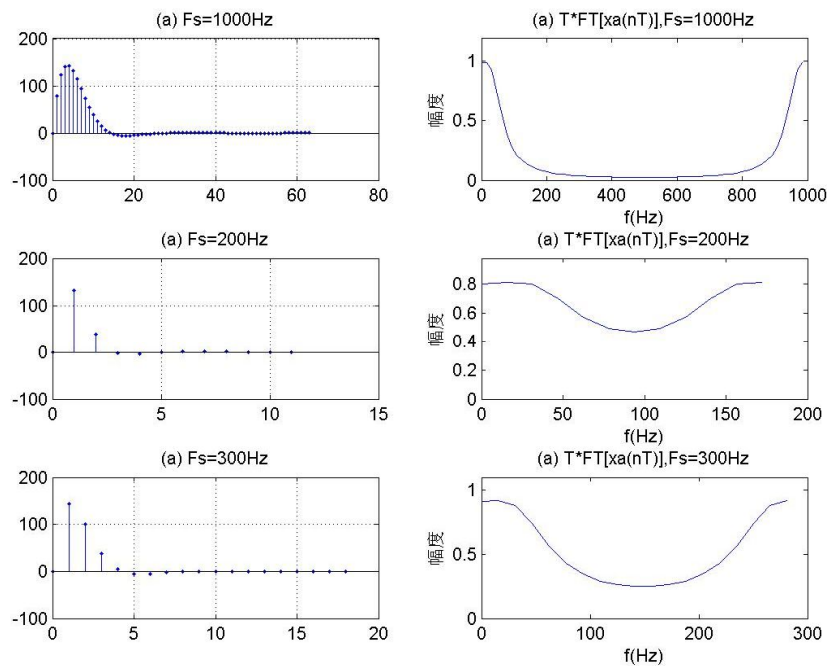 (a) Fs=1000Hz
200
100
0
-100
0 20 40 60 80
(a) T*FT[xa(nT)],Fs=1000Hz
幅度
1
0.5
0
0 200 400 600 800 1000
f(Hz)
(a) Fs=200Hz
200
100
0
-100
0 5 10 15
(a) T*FT[xa(nT)],Fs=200Hz
幅度
0.8
0.6
0.4
0.2
0
0 50 100 150 200
f(Hz)
(a) Fs=300Hz
200
100
0
-100
0 5 10 15 20
(a) T*FT[xa(nT)],Fs=300Hz
幅度
1
0.5
0
0 100 200 300
f(Hz)